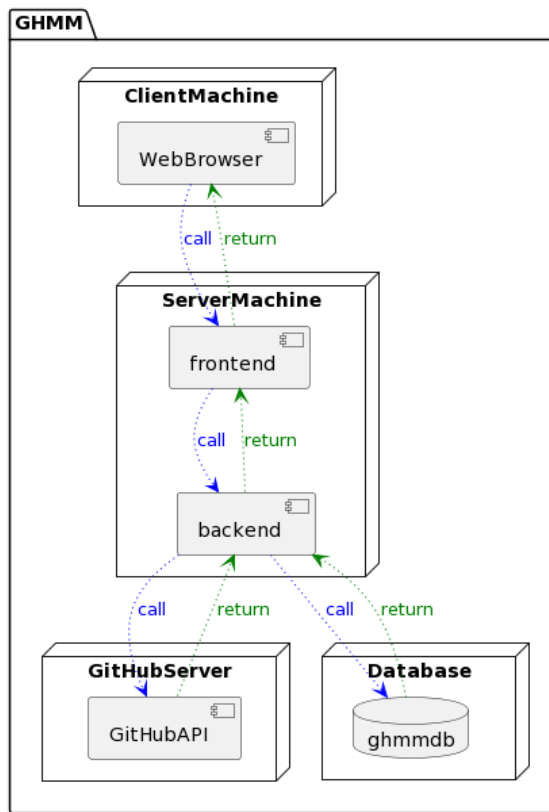 GHMM
ClientMachine
WebBrowser
call return
ServerMachine
frontend
call return
backend
call return call return
GitHubServer Database
GitHubAPI ghmmdb